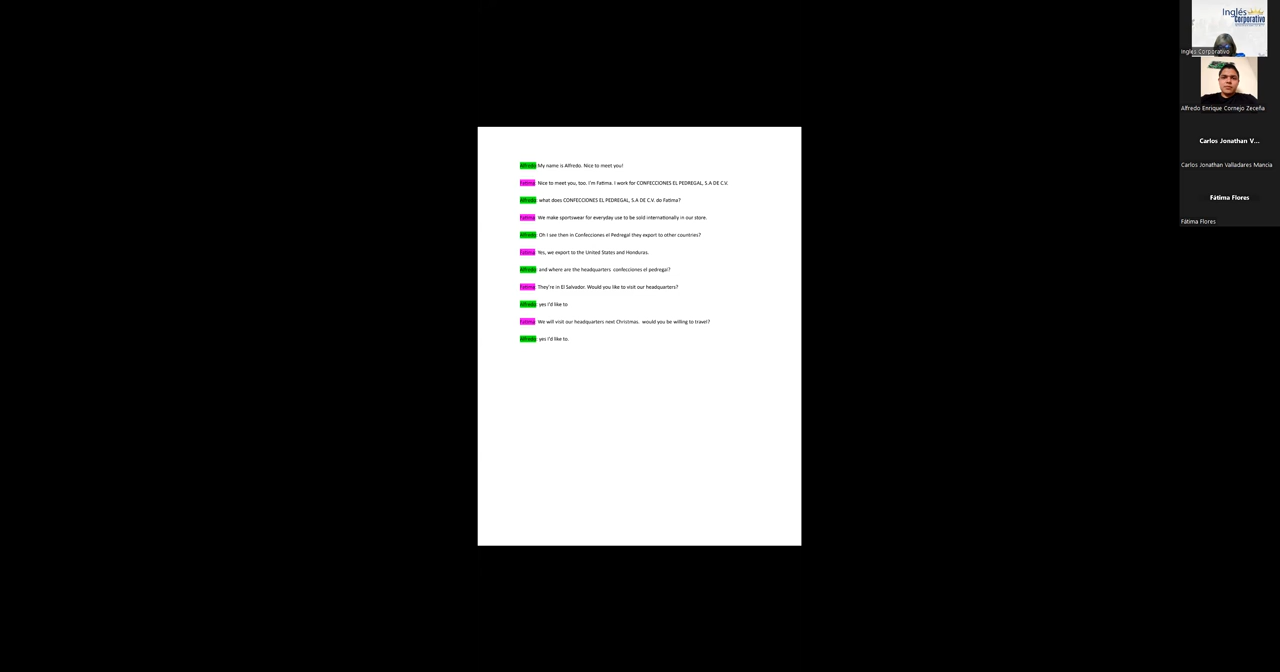 Inglés
Corporativo
Ingles Corporativo
Alfredo Enrique Cornejo Zeceña
Carlos Jonathan V...
Carlos Jonathan Valladares Mancia
Fátima Flores
Fátima Flores
Alfredo: My name is Alfredo. Nice to meet you!
Fatima: Nice to meet you, too. I'm Fatima. I work for CONFECCIONES EL PEDREGAL, S.A DE C.V.
Alfredo: what does CONFECCIONES EL PEDREGAL, S.A DE C.V. do Fatima?
Fatima: We make sportswear for everyday use to be sold internationally in our store.
Alfredo: Oh I see then in Confecciones el Pedregal they export to other countries?
Fatima: Yes, we export to the United States and Honduras.
Alfredo: and where are the headquarters confecciones el pedregal?
Fatima: They're in El Salvador. Would you like to visit our headquarters?
Alfredo: yes I'd like to
Fatima: We will visit our headquarters next Christmas. would you be willing to travel?
Alfredo: yes I'd like to.